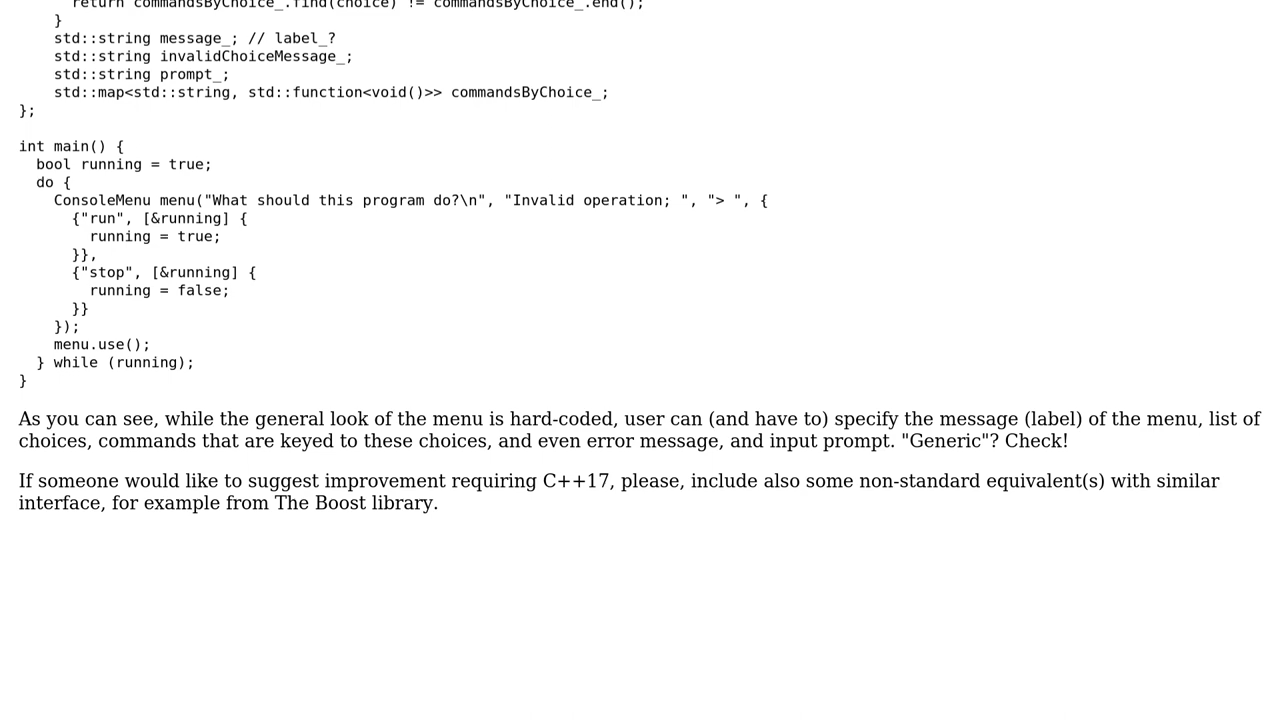 return commandsByChoice_.find(choice) != commandsByChoice_.end();
    }
    std::string message_; // label_?
    std::string invalidChoiceMessage_;
    std::string prompt_;
    std::map<std::string, std::function<void()>> commandsByChoice_;
};

int main() {
  bool running = true;
  do {
    ConsoleMenu menu("What should this program do?\n", "Invalid operation; ", "> ", {
      {"run", [&running] {
        running = true;
      }},
      {"stop", [&running] {
        running = false;
      }}
    });
    menu.use();
  } while (running);
}
As you can see, while the general look of the menu is hard-coded, user can (and have to) specify the message (label) of the menu, list of
choices, commands that are keyed to these choices, and even error message, and input prompt. "Generic"? Check!
If someone would like to suggest improvement requiring C++17, please, include also some non-standard equivalent(s) with similar
interface, for example from The Boost library.